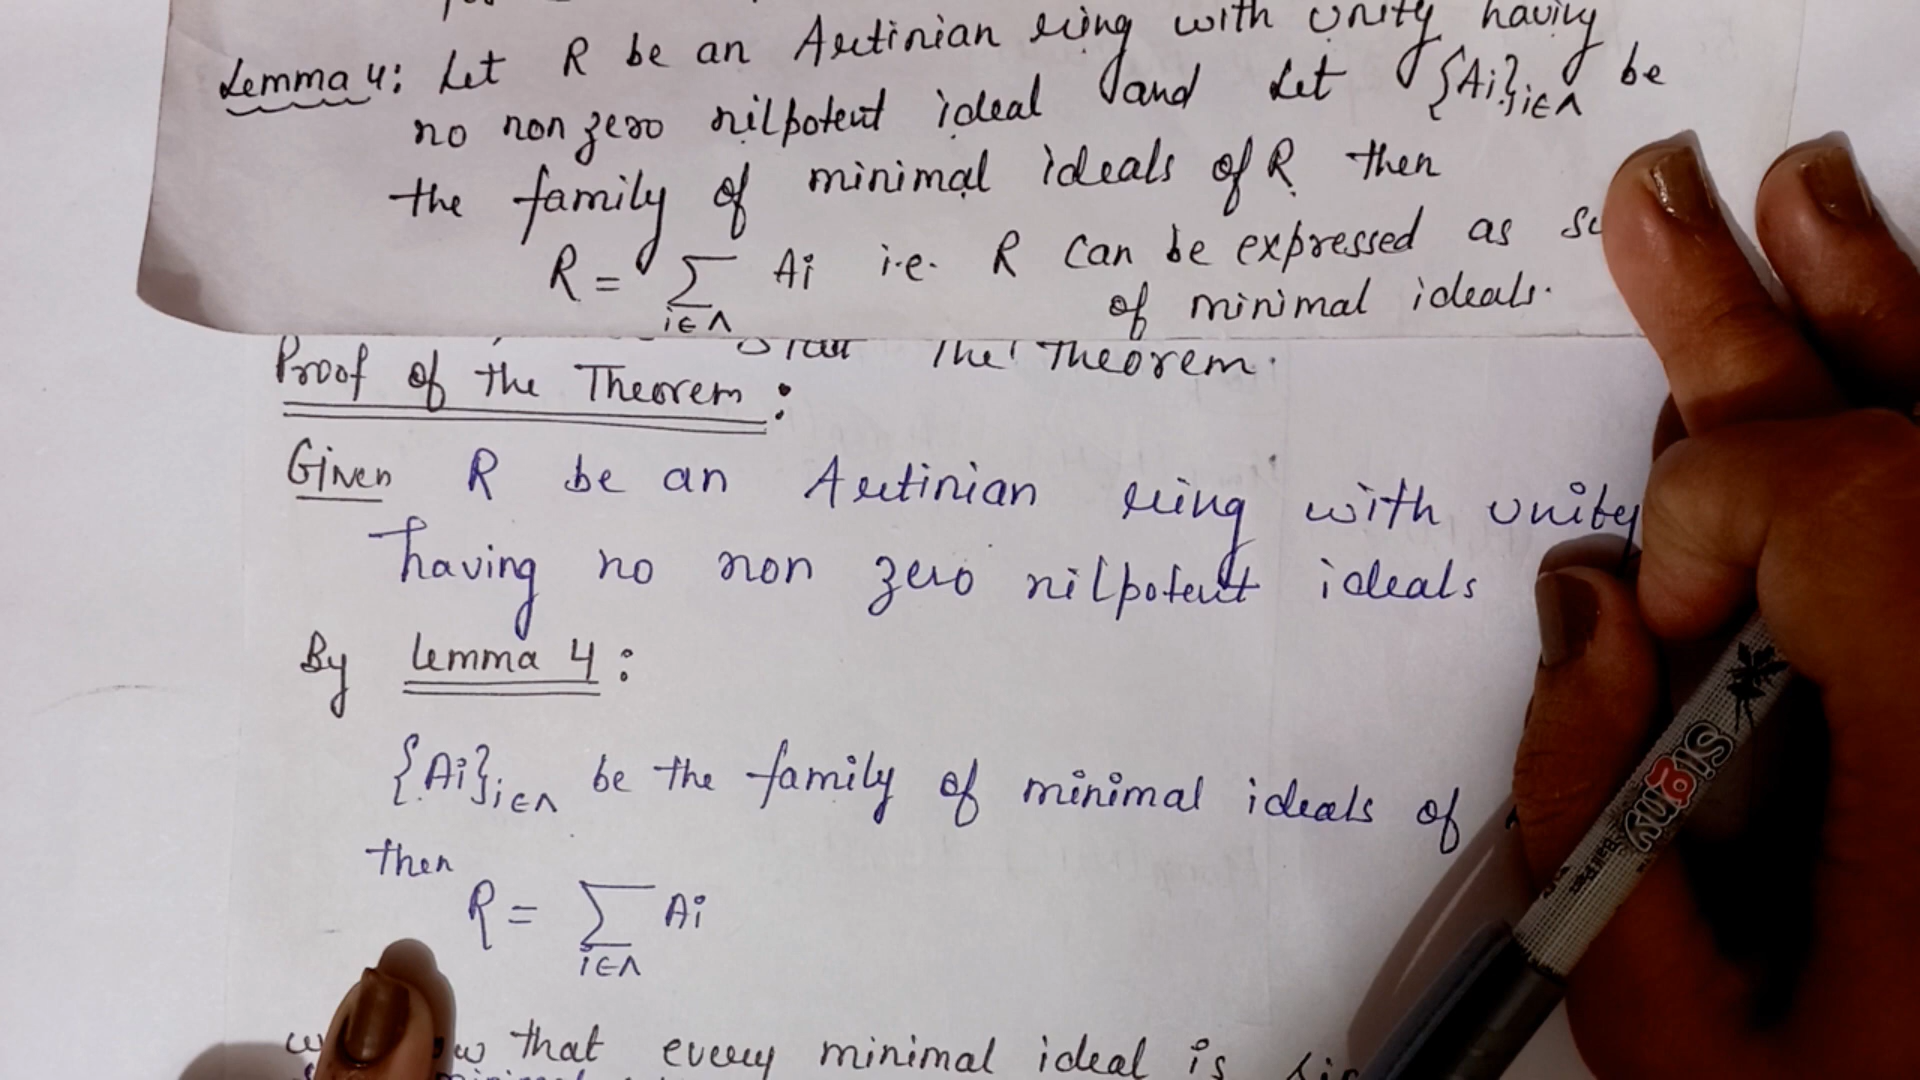 Lemma 4: Let R be an Artinian ring with unity having
no non zero nilpotent ideal and Let {Ai}i∈Λ be
the family of minimal ideals of R then
R = ∑ Ai i.e. R can be expressed as
i∈Λ
of minimal ideals.
the Theorem.
Proof of the Theorem :
Given R be an Artinian ring with unity
having no non zero nilpotent ideals
By Lemma 4 :
{Ai}i∈Λ be the family of minimal ideals of
then
R = ∑ Ai
i∈Λ
that every minimal ideal is